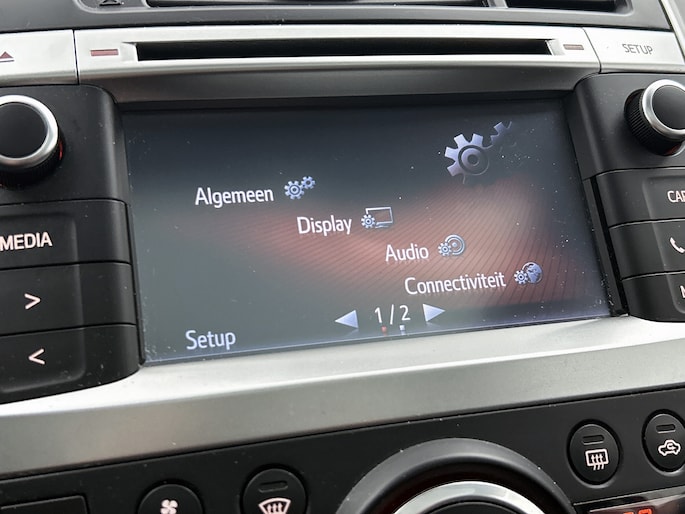 SETUP
Algemeen
Display
MEDIA
Audio
Connectiviteit
1 / 2
Setup
>
<